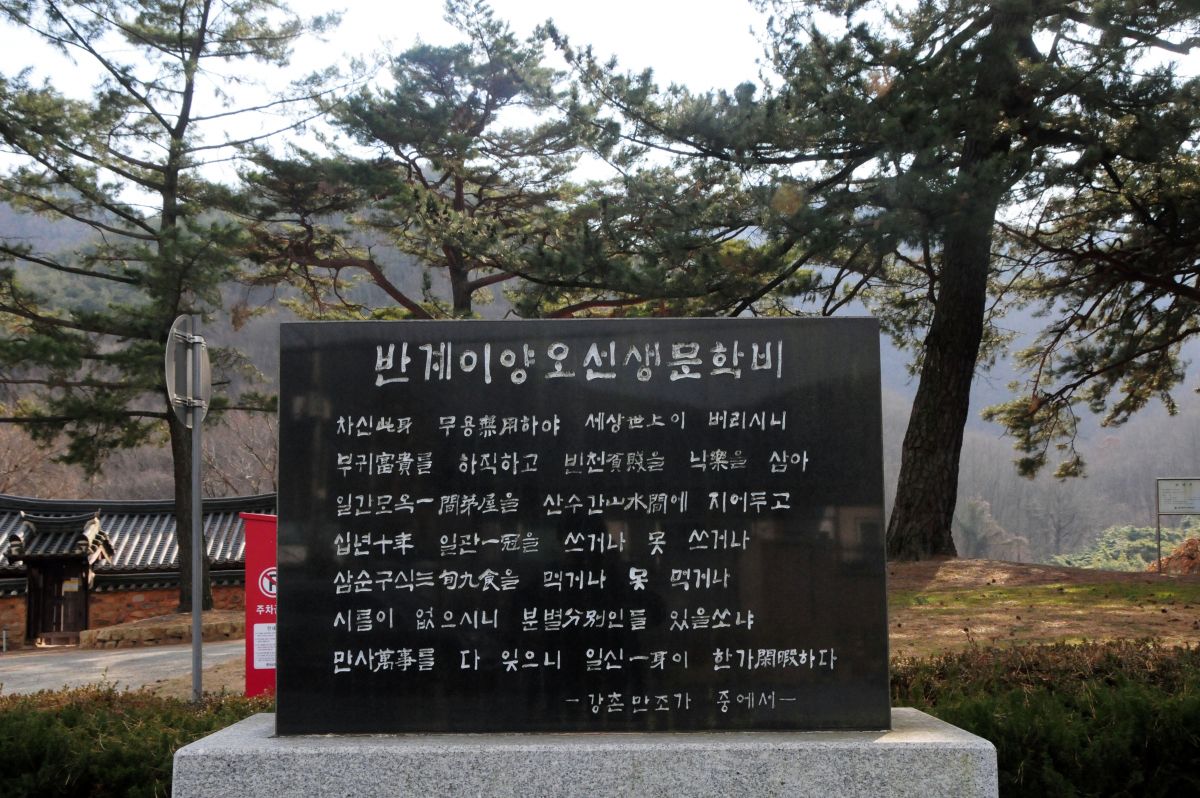 반계이양오선생문학비
차신此身 무용無用하야 세상世上이 버리시니
부귀富貴를 하직하고 빈천貧賤을 낙樂을 삼아
일간모옥一間茅屋을 산수간山水間에 지어두고
십년十年 일관一冠을 쓰거나 못 쓰거나
삼순구식三旬九食을 먹거나 못 먹거나
시름이 없으시니 분별分別인들 있을쏘냐
만사萬事를 다 잊으니 일신一身이 한가閑暇하다
-강촌만조가 중에서-
주차